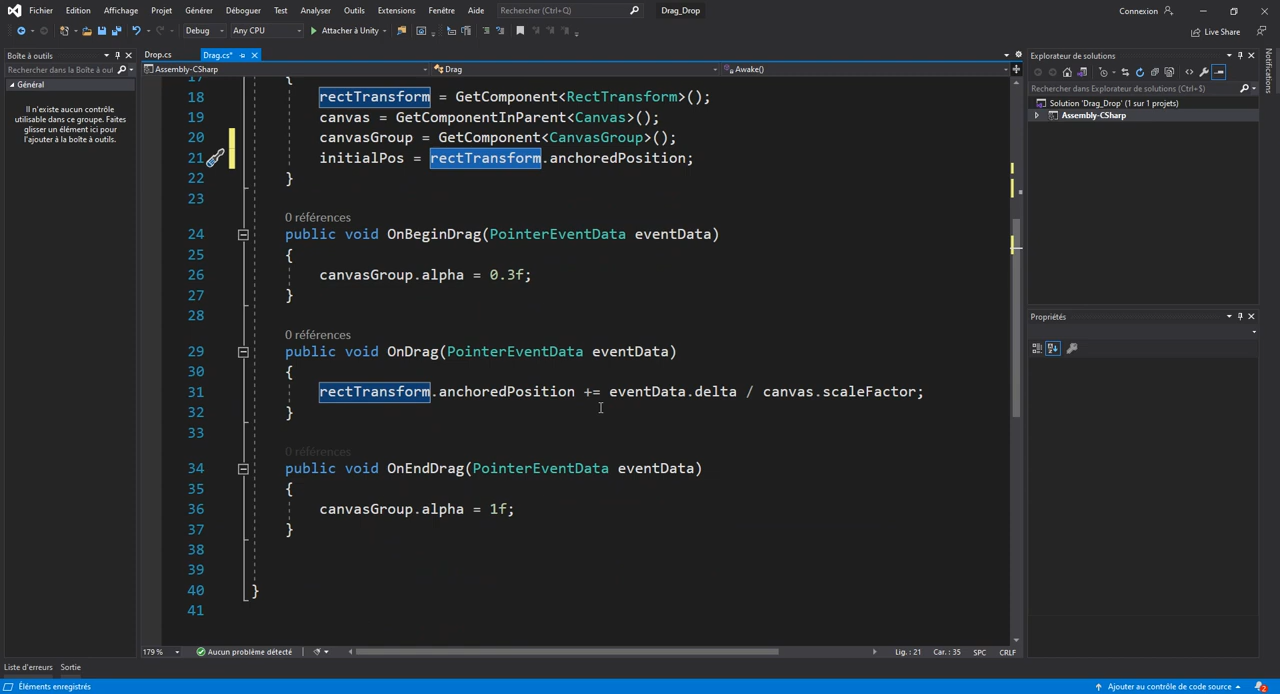 Fichier Edition Affichage Projet Générer Déboguer Test Analyser Outils Extensions Fenêtre Aide Rechercher (Ctrl+Q) Drag_Drop Connexion
Debug Any CPU Attacher à Unity Live Share
Boîte à outils
Rechercher dans la Boîte à outi
Général
Il n'existe aucun contrôle
utilisable dans ce groupe. Faites
glisser un élément ici pour
l'ajouter à la boîte à outils.
Drop.cs Drag.cs*
Assembly-CSharp Drag Awake()
17 {
18 rectTransform = GetComponent<RectTransform>();
19 canvas = GetComponentInParent<Canvas>();
20 canvasGroup = GetComponent<CanvasGroup>();
21 initialPos = rectTransform.anchoredPosition;
22 }
23
0 références
24 public void OnBeginDrag(PointerEventData eventData)
25 {
26 canvasGroup.alpha = 0.3f;
27 }
28
0 références
29 public void OnDrag(PointerEventData eventData)
30 {
31 rectTransform.anchoredPosition += eventData.delta / canvas.scaleFactor;
32 }
33
0 références
34 public void OnEndDrag(PointerEventData eventData)
35 {
36 canvasGroup.alpha = 1f;
37 }
38
39
40 }
41
179 % Aucun problème détecté Lig. : 21 Car. : 35 SPC CRLF
Explorateur de solutions
Rechercher dans l'Explorateur de solutions (Ctrl+$)
Solution 'Drag_Drop' (1 sur 1 projets)
Assembly-CSharp
Propriétés
Notifications
Liste d'erreurs Sortie
Éléments enregistrés Ajouter au contrôle de code source 2